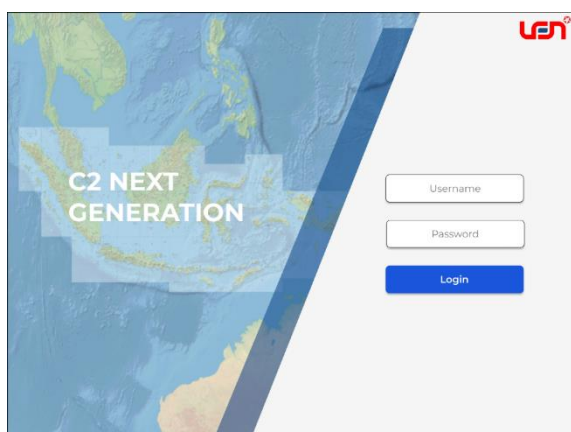 Len
C2 NEXT
GENERATION
Username
Password
Login